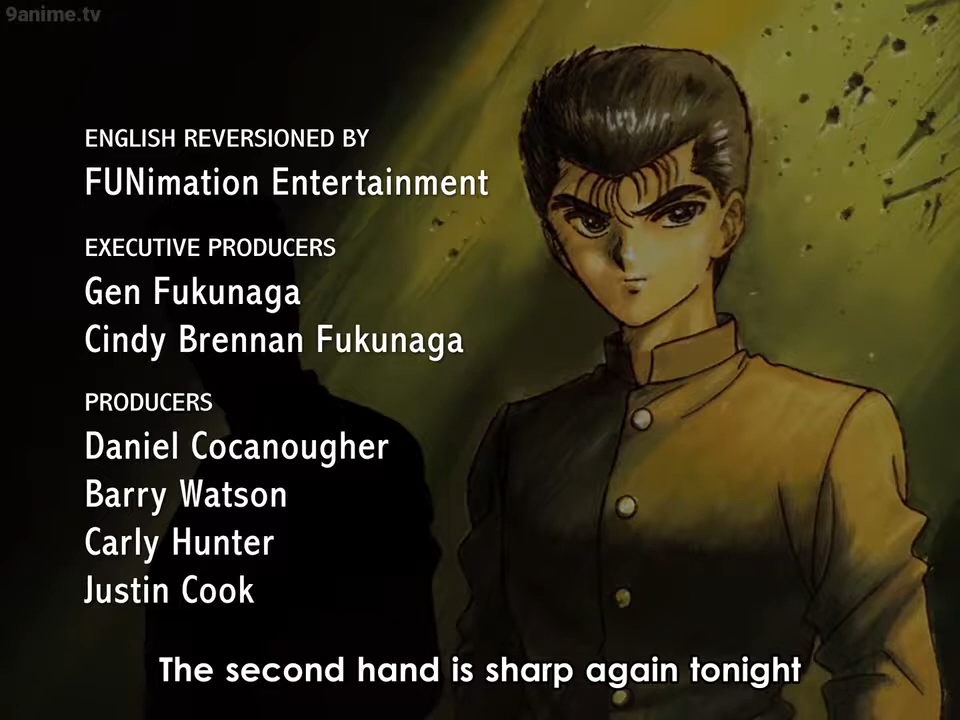 9anime.tv
ENGLISH REVERSIONED BY
FUNimation Entertainment
EXECUTIVE PRODUCERS
Gen Fukunaga
Cindy Brennan Fukunaga
PRODUCERS
Daniel Cocanougher
Barry Watson
Carly Hunter
Justin Cook
The second hand is sharp again tonight